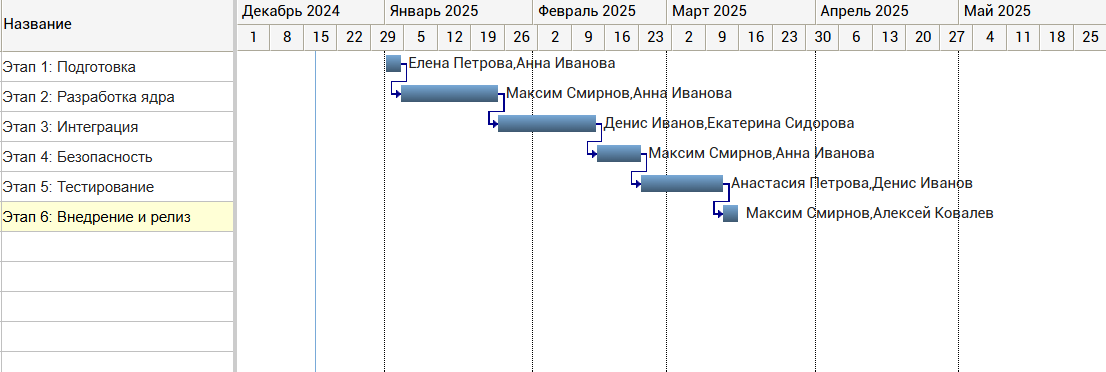 Название
Декабрь 2024 Январь 2025 Февраль 2025 Март 2025 Апрель 2025 Май 2025
1 8 15 22 29 5 12 19 26 2 9 16 23 2 9 16 23 30 6 13 20 27 4 11 18 25
Этап 1: Подготовка Елена Петрова,Анна Иванова
Этап 2: Разработка ядра Максим Смирнов,Анна Иванова
Этап 3: Интеграция Денис Иванов,Екатерина Сидорова
Этап 4: Безопасность Максим Смирнов,Анна Иванова
Этап 5: Тестирование Анастасия Петрова,Денис Иванов
Этап 6: Внедрение и релиз Максим Смирнов,Алексей Ковалев